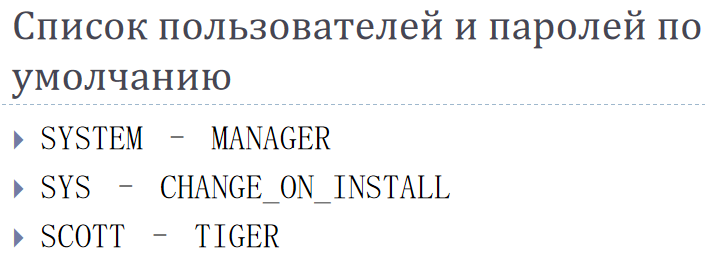 Список пользователей и паролей по
умолчанию
SYSTEM - MANAGER
SYS - CHANGE_ON_INSTALL
SCOTT - TIGER